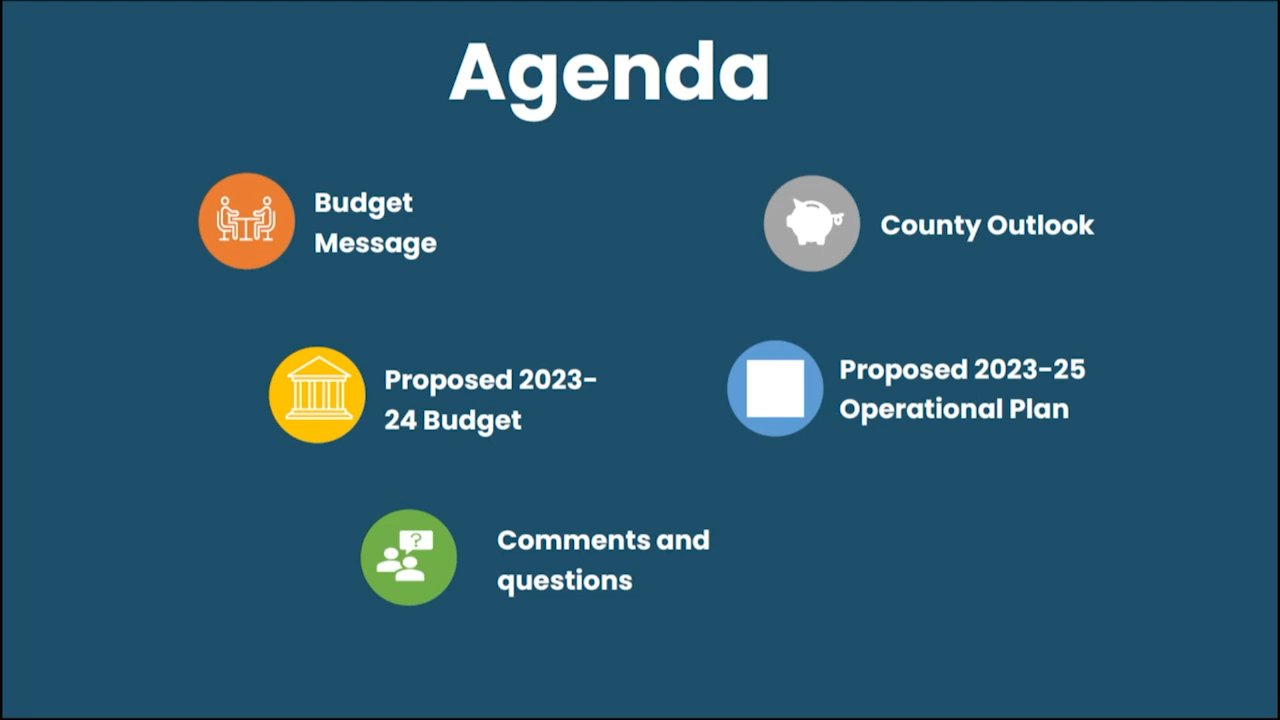 Agenda
Budget
Message
County Outlook
Proposed 2023-
24 Budget
Proposed 2023-25
Operational Plan
?
Comments and
questions